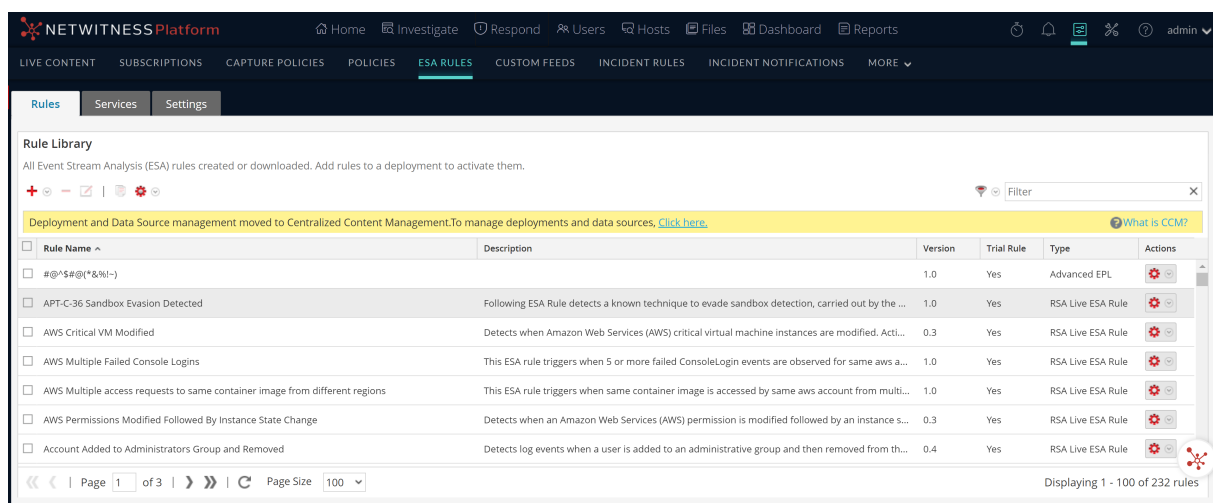 NETWITNESS Platform Home Investigate Respond Users Hosts Files Dashboard Reports admin
LIVE CONTENT SUBSCRIPTIONS CAPTURE POLICIES POLICIES ESA RULES CUSTOM FEEDS INCIDENT RULES INCIDENT NOTIFICATIONS MORE
Rules Services Settings
Rule Library
All Event Stream Analysis (ESA) rules created or downloaded. Add rules to a deployment to activate them.
Filter
Deployment and Data Source management moved to Centralized Content Management.To manage deployments and data sources, Click here. What is CCM?
Rule Name Description Version Trial Rule Type Actions
#@^$#@(*&%!~) 1.0 Yes Advanced EPL
APT-C-36 Sandbox Evasion Detected Following ESA Rule detects a known technique to evade sandbox detection, carried out by the ... 1.0 Yes RSA Live ESA Rule
AWS Critical VM Modified Detects when Amazon Web Services (AWS) critical virtual machine instances are modified. Acti... 0.3 Yes RSA Live ESA Rule
AWS Multiple Failed Console Logins This ESA rule triggers when 5 or more failed ConsoleLogin events are observed for same aws a... 1.0 Yes RSA Live ESA Rule
AWS Multiple access requests to same container image from different regions This ESA rule triggers when same container image is accessed by same aws account from multi... 1.0 Yes RSA Live ESA Rule
AWS Permissions Modified Followed By Instance State Change Detects when an Amazon Web Services (AWS) permission is modified followed by an instance s... 0.3 Yes RSA Live ESA Rule
Account Added to Administrators Group and Removed Detects log events when a user is added to an administrative group and then removed from th... 0.4 Yes RSA Live ESA Rule
Page 1 of 3 Page Size 100 Displaying 1 - 100 of 232 rules